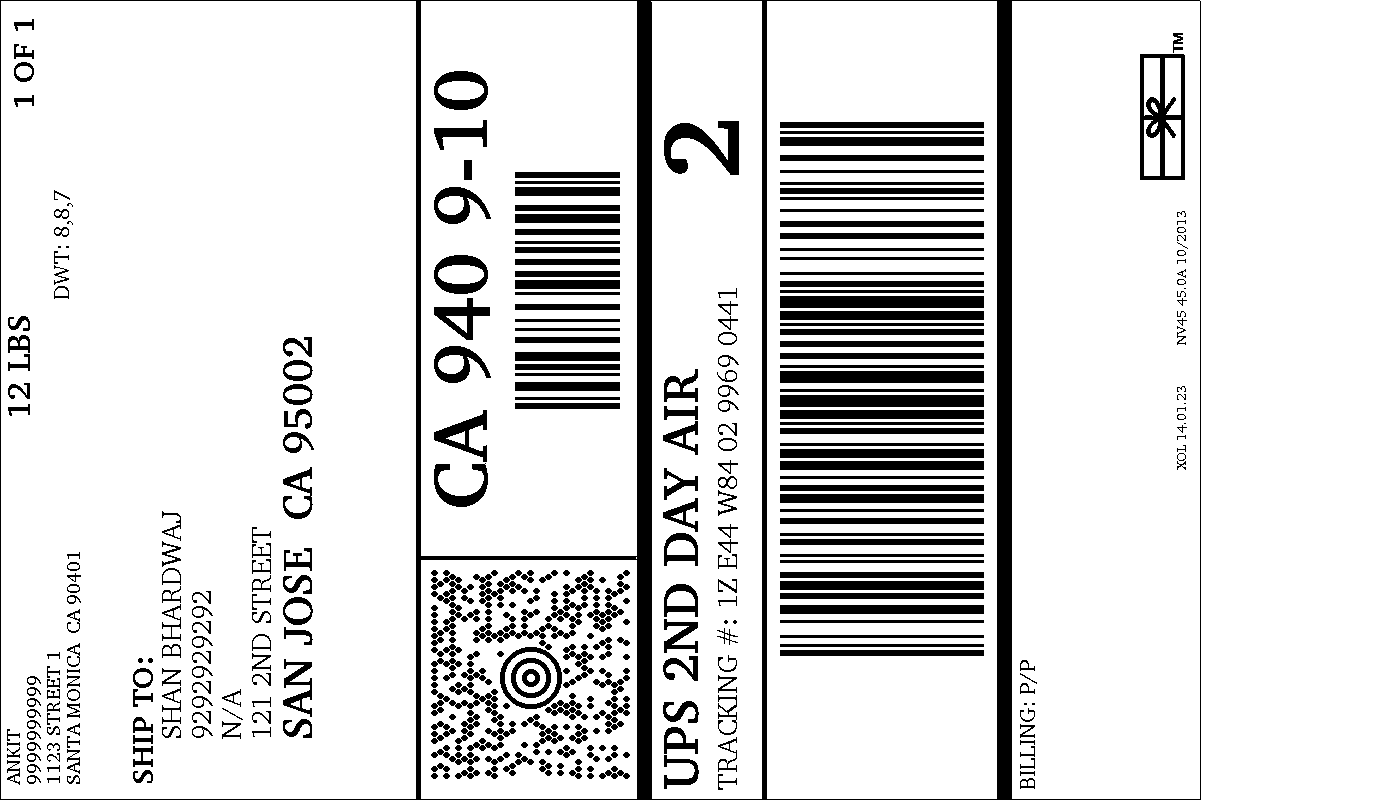 ANKIT
9999999999
1123 STREET 1
SANTA MONICA CA 90401
12 LBS
1 OF 1
DWT: 8,8,7
SHIP TO:
SHAN BHARDWAJ
9292929292
N/A
121 2ND STREET
SAN JOSE CA 95002
CA 940 9-10
UPS 2ND DAY AIR
2
TRACKING #: 1Z E44 W84 02 9969 0441
BILLING: P/P
XOL 14.01.23 NV45 45.0A 10/2013
TM